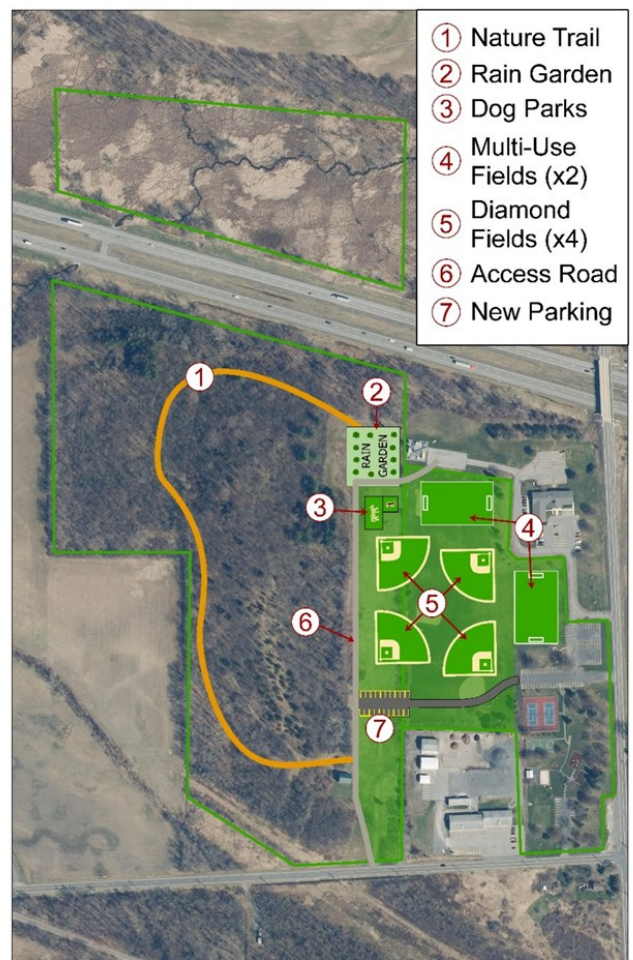 1 Nature Trail
2 Rain Garden
3 Dog Parks
4 Multi-Use
Fields (x2)
5 Diamond
Fields (x4)
6 Access Road
7 New Parking
1
2
RAIN
GARDEN
3
4
5
6
7